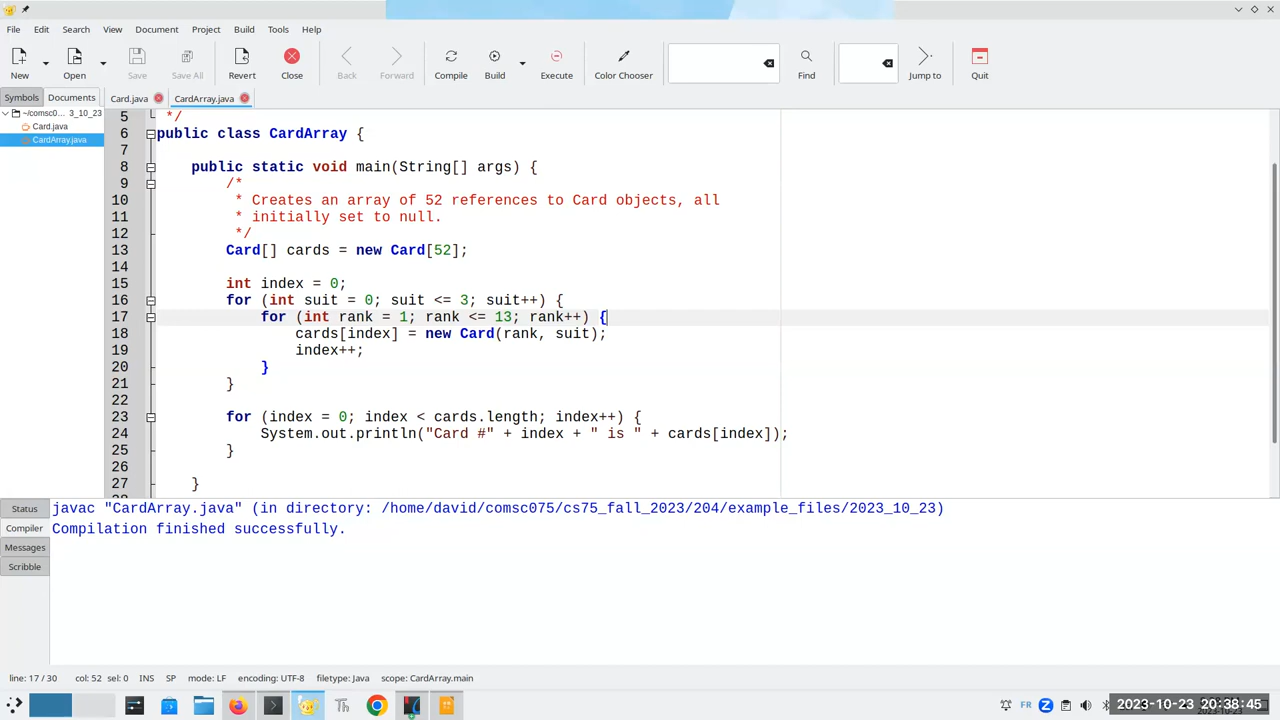 File Edit Search View Document Project Build Tools Help
New Open Save Save All Revert Close Back Forward Compile Build Execute Color Chooser Find Jump to Quit
Symbols Documents Card.java CardArray.java
~/comsc0... 3_10_23
Card.java
CardArray.java
5 */
6 public class CardArray {
7
8 public static void main(String[] args) {
9 /*
10 * Creates an array of 52 references to Card objects, all
11 * initially set to null.
12 */
13 Card[] cards = new Card[52];
14
15 int index = 0;
16 for (int suit = 0; suit <= 3; suit++) {
17 for (int rank = 1; rank <= 13; rank++) {
18 cards[index] = new Card(rank, suit);
19 index++;
20 }
21 }
22
23 for (index = 0; index < cards.length; index++) {
24 System.out.println("Card #" + index + " is " + cards[index]);
25 }
26
27 }
Status
Compiler
Messages
Scribble
javac "CardArray.java" (in directory: /home/david/comsc075/cs75_fall_2023/204/example_files/2023_10_23)
Compilation finished successfully.
line: 17 / 30 col: 52 sel: 0 INS SP mode: LF encoding: UTF-8 filetype: Java scope: CardArray.main
FR 2023-10-23 20:38:45